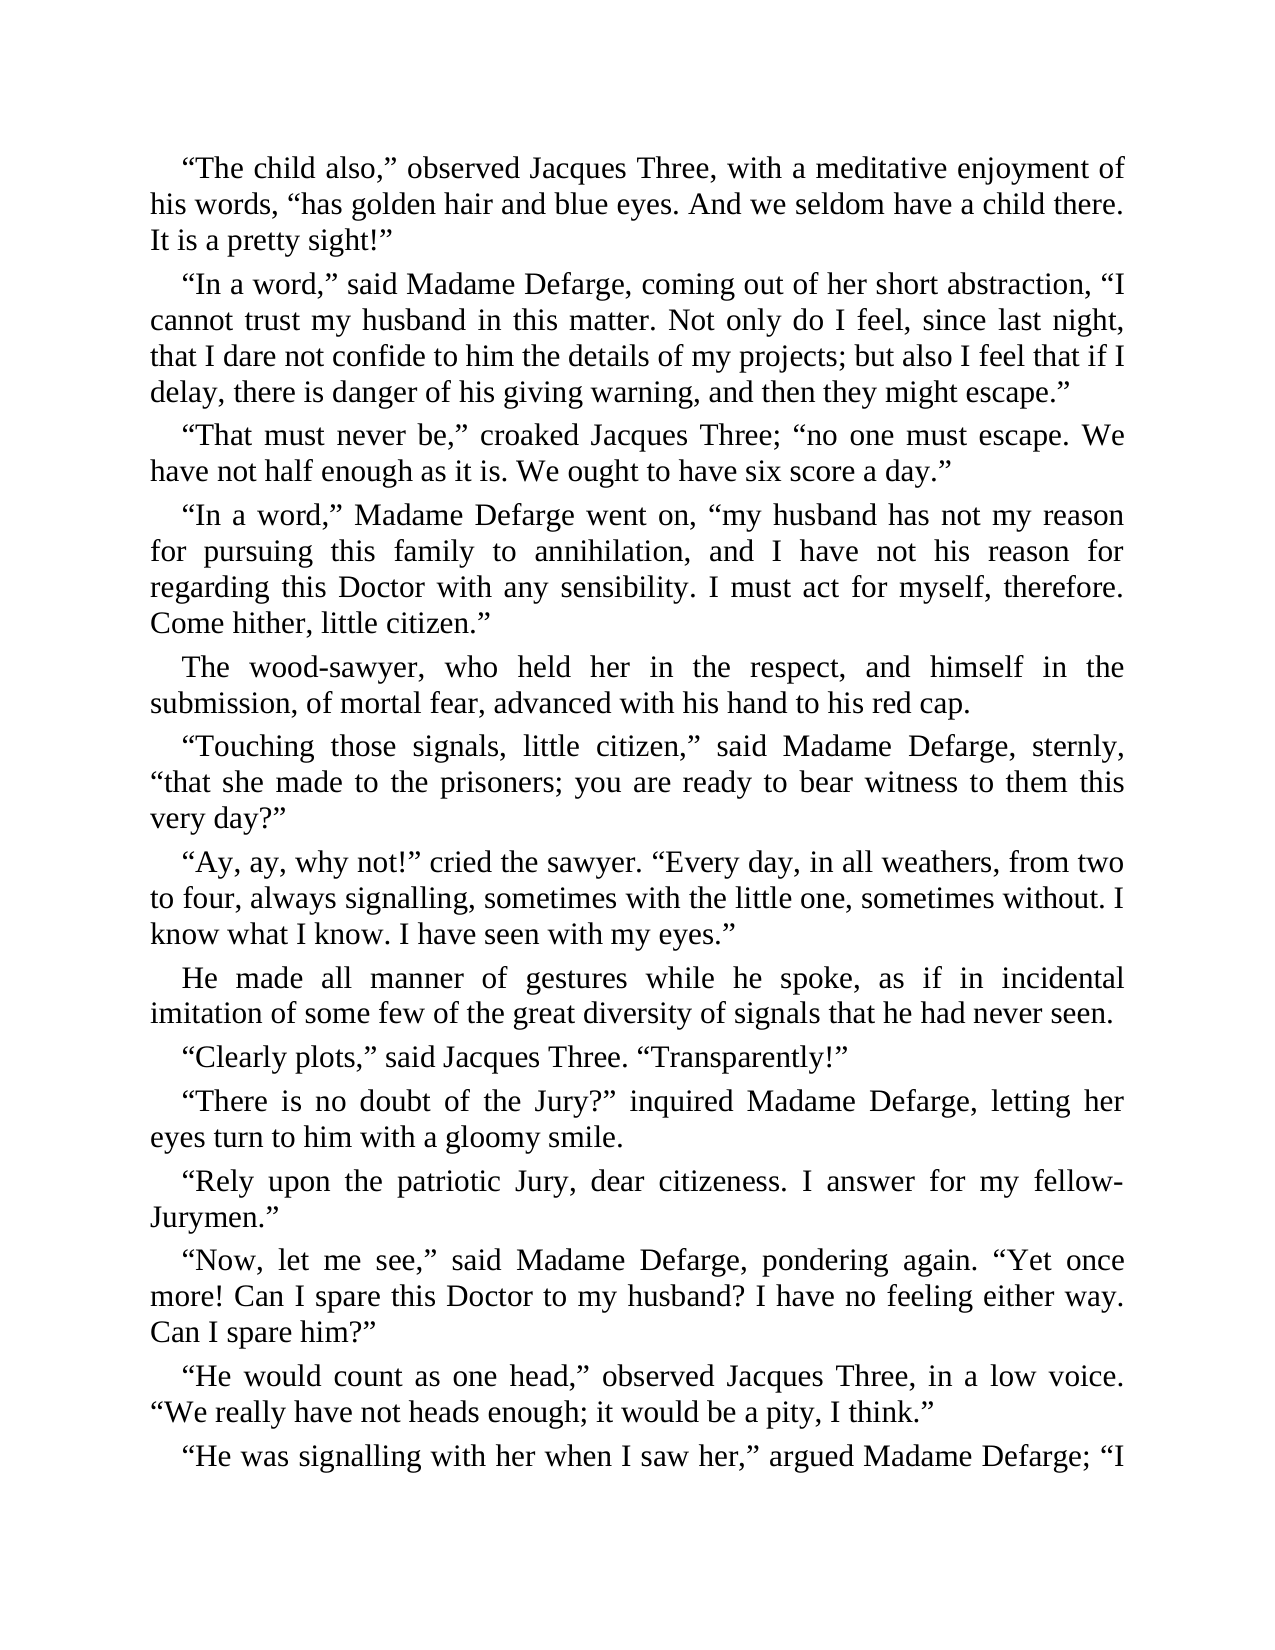 “The child also,” observed Jacques Three, with a meditative enjoyment of
his words, “has golden hair and blue eyes. And we seldom have a child there.
It is a pretty sight!”
“In a word,” said Madame Defarge, coming out of her short abstraction, “I
cannot trust my husband in this matter. Not only do I feel, since last night,
that I dare not confide to him the details of my projects; but also I feel that if I
delay, there is danger of his giving warning, and then they might escape.”
“That must never be,” croaked Jacques Three; “no one must escape. We
have not half enough as it is. We ought to have six score a day.”
“In a word,” Madame Defarge went on, “my husband has not my reason
for pursuing this family to annihilation, and I have not his reason for
regarding this Doctor with any sensibility. I must act for myself, therefore.
Come hither, little citizen.”
The wood-sawyer, who held her in the respect, and himself in the
submission, of mortal fear, advanced with his hand to his red cap.
“Touching those signals, little citizen,” said Madame Defarge, sternly,
“that she made to the prisoners; you are ready to bear witness to them this
very day?”
“Ay, ay, why not!” cried the sawyer. “Every day, in all weathers, from two
to four, always signalling, sometimes with the little one, sometimes without. I
know what I know. I have seen with my eyes.”
He made all manner of gestures while he spoke, as if in incidental
imitation of some few of the great diversity of signals that he had never seen.
“Clearly plots,” said Jacques Three. “Transparently!”
“There is no doubt of the Jury?” inquired Madame Defarge, letting her
eyes turn to him with a gloomy smile.
“Rely upon the patriotic Jury, dear citizeness. I answer for my fellow-
Jurymen.”
“Now, let me see,” said Madame Defarge, pondering again. “Yet once
more! Can I spare this Doctor to my husband? I have no feeling either way.
Can I spare him?”
“He would count as one head,” observed Jacques Three, in a low voice.
“We really have not heads enough; it would be a pity, I think.”
“He was signalling with her when I saw her,” argued Madame Defarge; “I